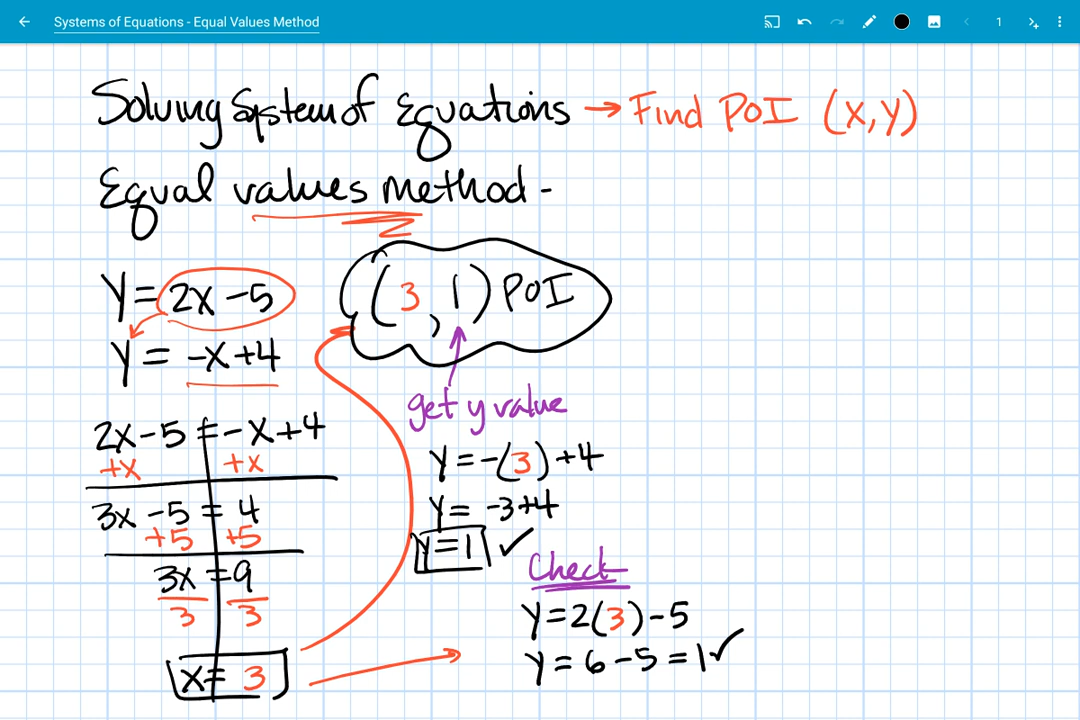 Systems of Equations - Equal Values Method
1
Solving System of Equations → Find POI (x,y)
Equal values method -
y = 2x - 5
y = -x + 4
2x - 5 = -x + 4
+x +x
3x - 5 = 4
+5 +5
3x = 9
3 3
x = 3
(3, 1) POI
get y value
y = -(3) + 4
y = -3 + 4
y = 1 ✓
Check
y = 2(3) - 5
y = 6 - 5 = 1 ✓